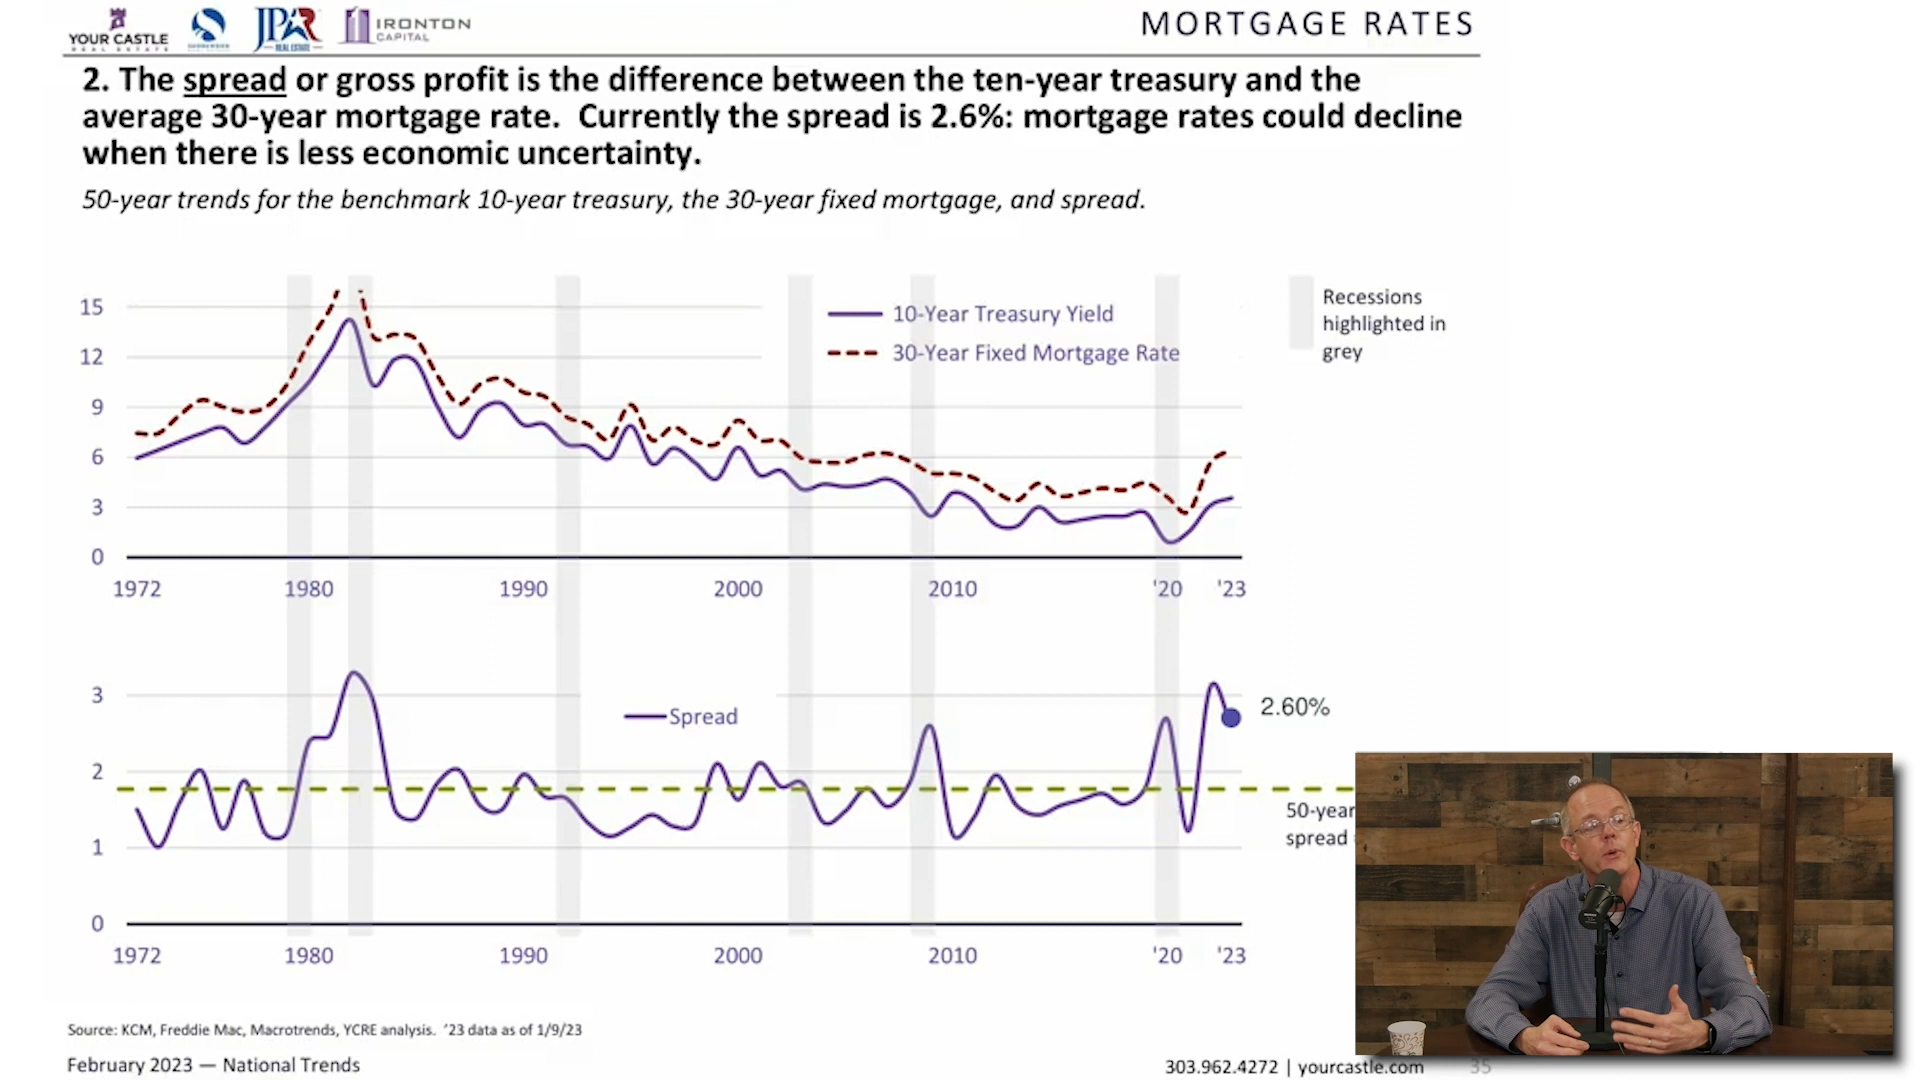 YOUR CASTLE
REAL ESTATE
JPAR
REAL ESTATE
IRONTON
CAPITAL
MORTGAGE RATES
2. The spread or gross profit is the difference between the ten-year treasury and the
average 30-year mortgage rate.  Currently the spread is 2.6%: mortgage rates could decline
when there is less economic uncertainty.
50-year trends for the benchmark 10-year treasury, the 30-year fixed mortgage, and spread.
15
12
9
6
3
0
10-Year Treasury Yield
30-Year Fixed Mortgage Rate
Recessions
highlighted in
grey
1972 1980 1990 2000 2010 '20 '23
3
2
1
0
Spread
2.60%
50-year
spread
1972 1980 1990 2000 2010 '20 '23
Source: KCM, Freddie Mac, Macrotrends, YCRE analysis.  '23 data as of 1/9/23
February 2023 — National Trends
303.962.4272 | yourcastle.com 35